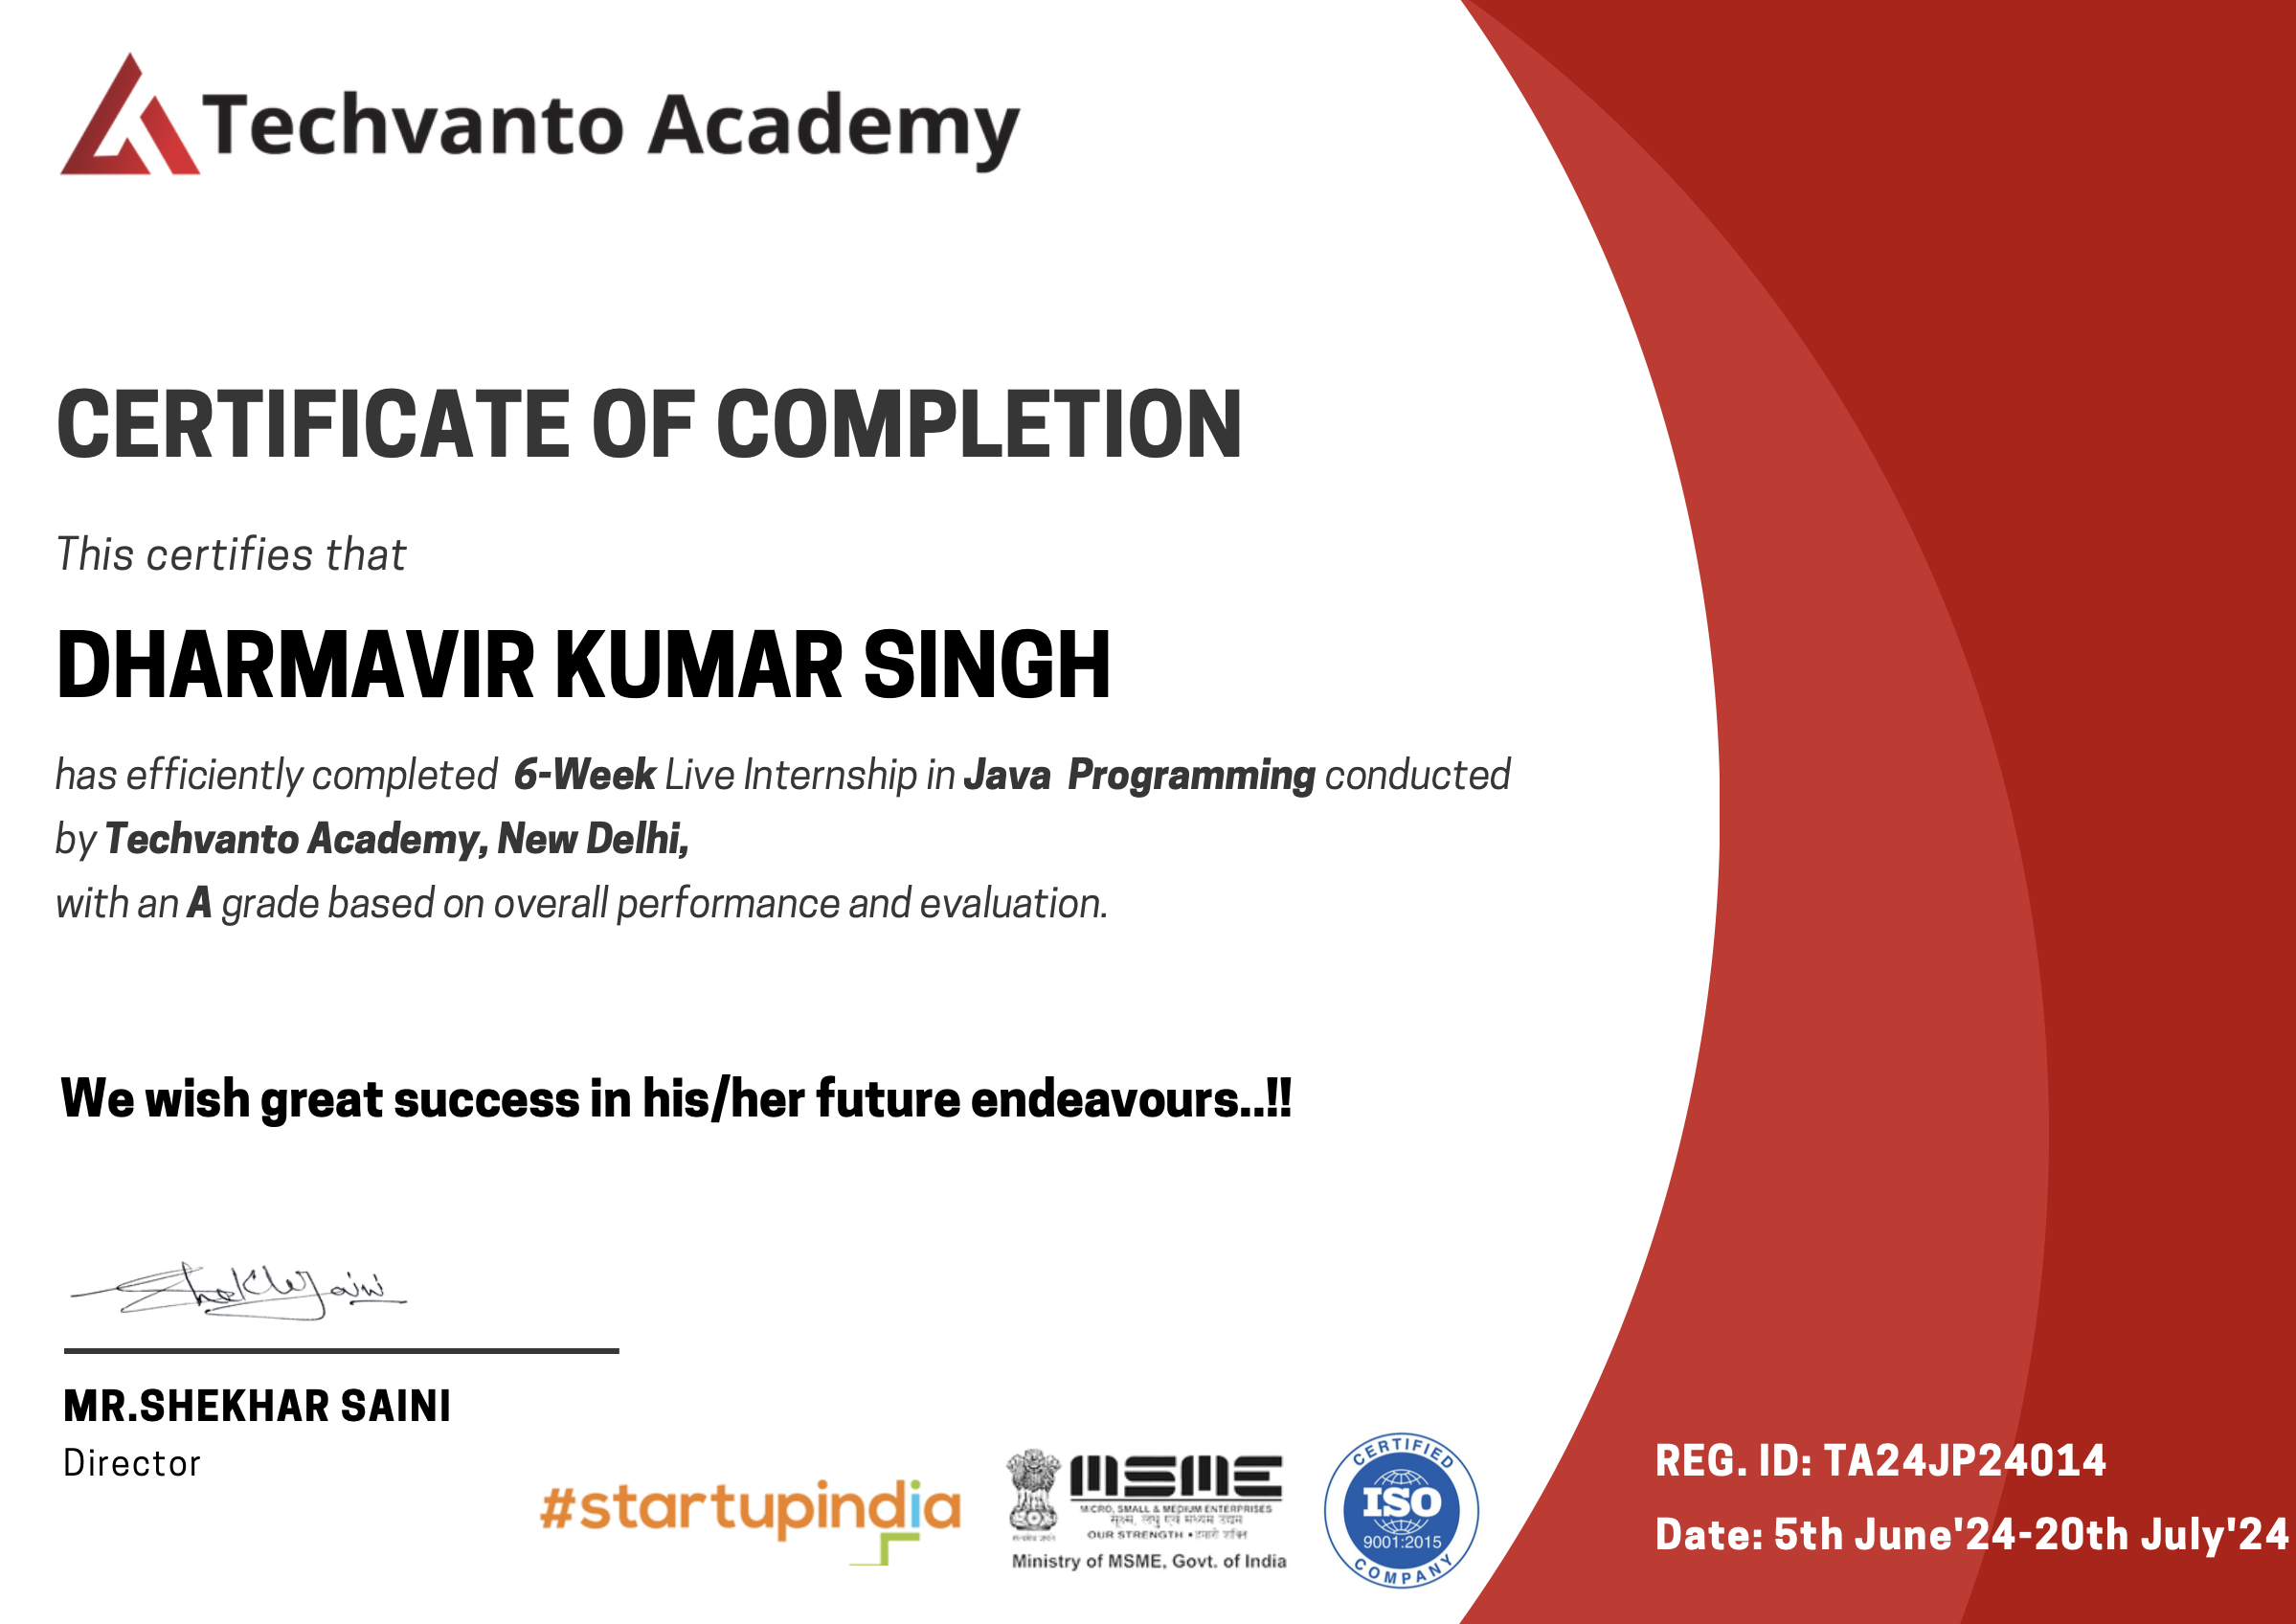 Techvanto Academy
CERTIFICATE OF COMPLETION
This certifies that
DHARMAVIR KUMAR SINGH
has efficiently completed 6-Week Live Internship in Java Programming conducted
by Techvanto Academy, New Delhi,
with an A grade based on overall performance and evaluation.
We wish great success in his/her future endeavours..!!
MR.SHEKHAR SAINI
Director
#startupindia
सत्यमेव जयते
MSME
MICRO, SMALL & MEDIUM ENTERPRISES
सूक्ष्म, लघु एवं मध्यम उद्यम
OUR STRENGTH • हमारी शक्ति
Ministry of MSME, Govt. of India
CERTIFIED
ISO
9001:2015
COMPANY
REG. ID: TA24JP24014
Date: 5th June'24-20th July'24